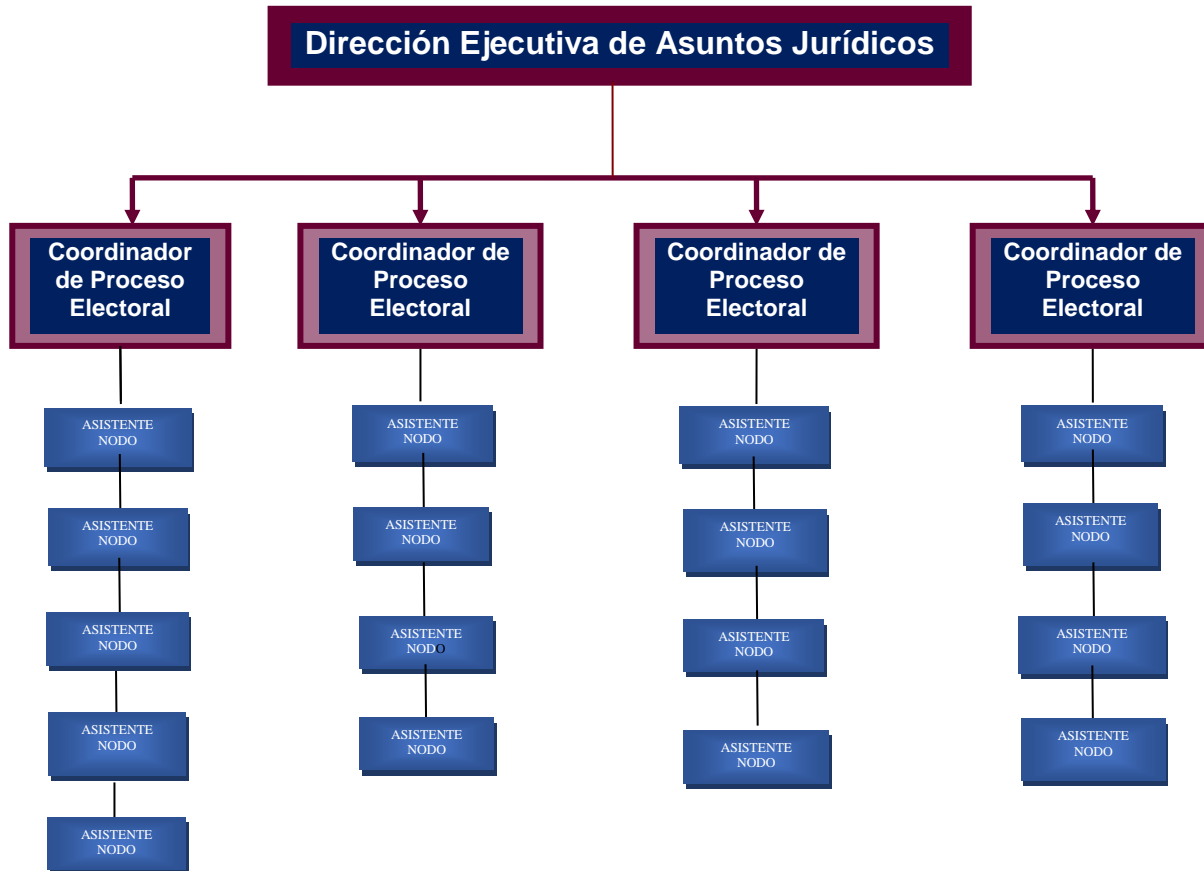 Dirección Ejecutiva de Asuntos Jurídicos
Coordinador
de Proceso
Electoral
Coordinador de
Proceso
Electoral
Coordinador de
Proceso
Electoral
Coordinador de
Proceso
Electoral
ASISTENTE
NODO
ASISTENTE
NODO
ASISTENTE
NODO
ASISTENTE
NODO
ASISTENTE
NODO
ASISTENTE
NODO
ASISTENTE
NODO
ASISTENTE
NODO
ASISTENTE
NODO
ASISTENTE
NODO
ASISTENTE
NODO
ASISTENTE
NODO
ASISTENTE
NODO
ASISTENTE
NODO
ASISTENTE
NODO
ASISTENTE
NODO
ASISTENTE
NODO